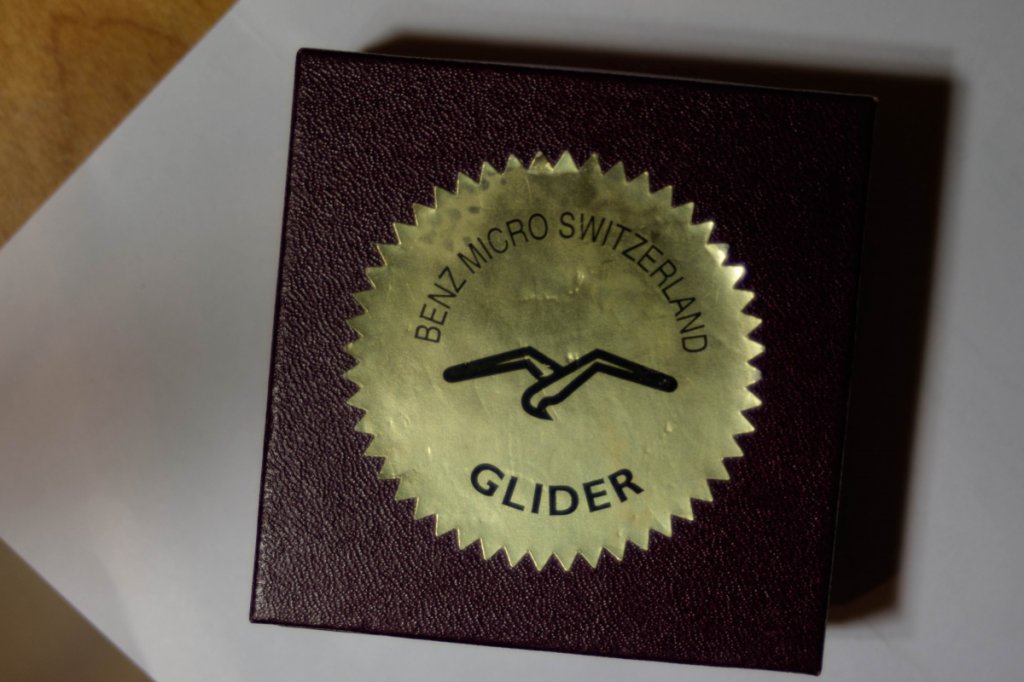 BENZ MICRO SWITZERLAND
GLIDER